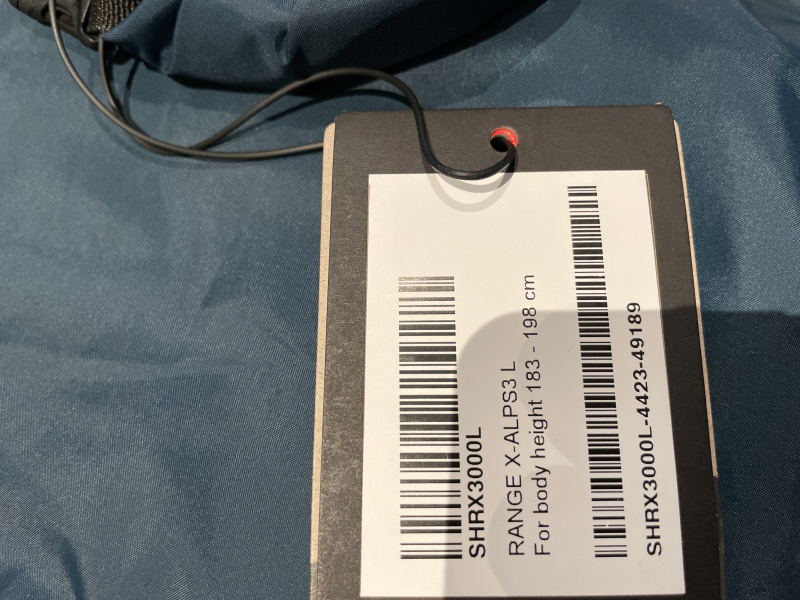 SHRX3000L
RANGE X-ALPS3 L
For body height 183 - 198 cm
SHRX3000L-4423-49189